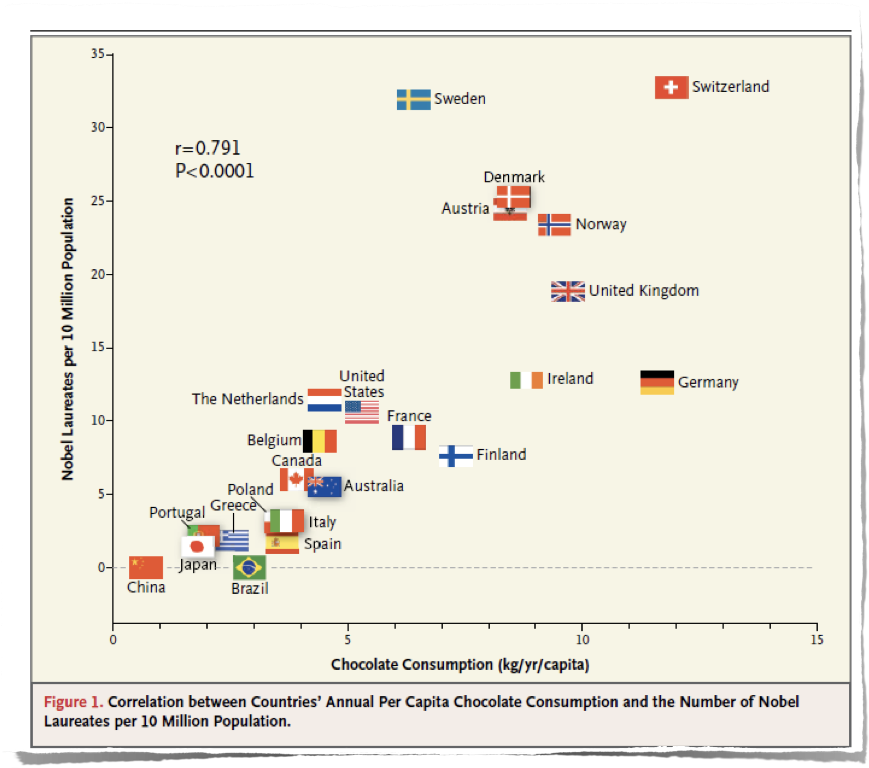 35
Switzerland
Sweden
30
r=0.791
P<0.0001
Denmark
25
Austria
Norway
Nobel Laureates per 10 Million Population
20
United Kingdom
15
United
States
Ireland
Germany
The Netherlands
France
10
Belgium
Finland
Canada
Australia
5
Poland
Portugal
Greece
Italy
Spain
Japan
0
China
Brazil
0
5
10
15
Chocolate Consumption (kg/yr/capita)
Figure 1. Correlation between Countries' Annual Per Capita Chocolate Consumption and the Number of Nobel
Laureates per 10 Million Population.